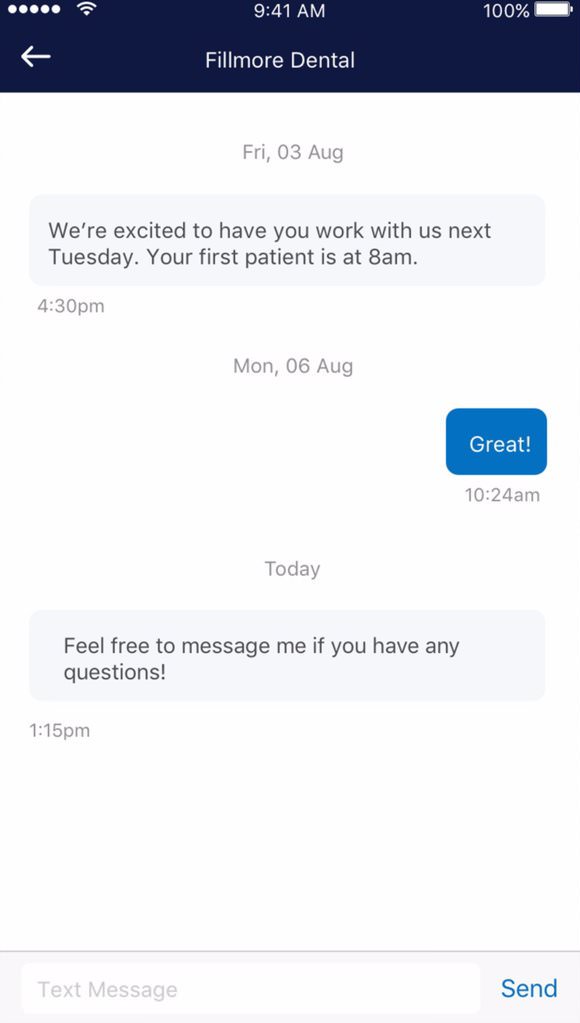 9:41 AM 100%
Fillmore Dental
Fri, 03 Aug
We’re excited to have you work with us next
Tuesday. Your first patient is at 8am.
4:30pm
Mon, 06 Aug
Great!
10:24am
Today
Feel free to message me if you have any
questions!
1:15pm
Text Message Send